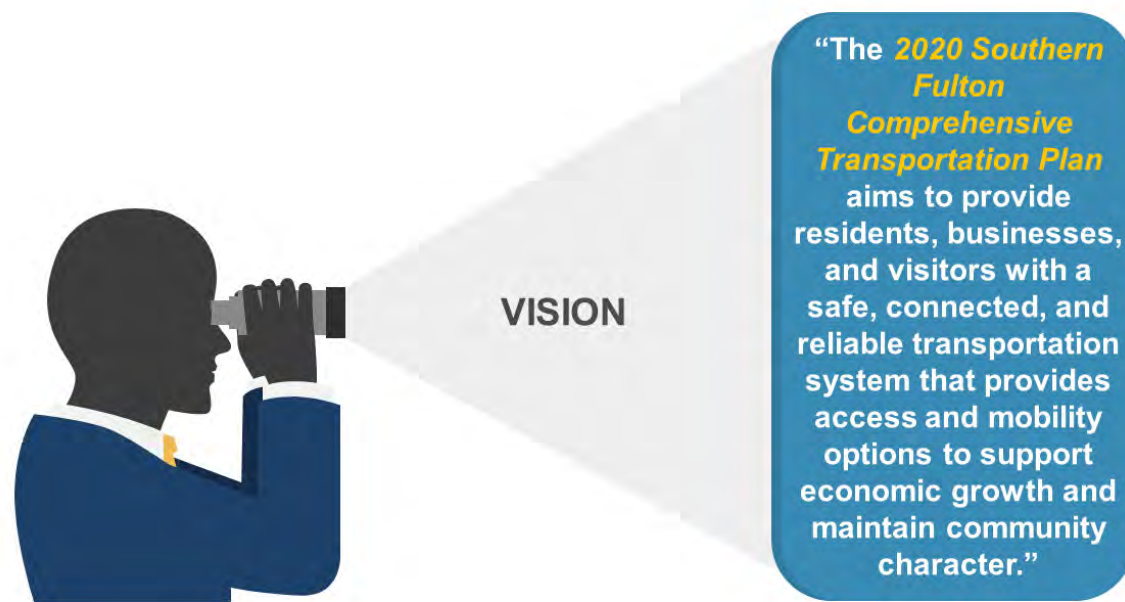 VISION
“The 2020 Southern
Fulton
Comprehensive
Transportation Plan
aims to provide
residents, businesses,
and visitors with a
safe, connected, and
reliable transportation
system that provides
access and mobility
options to support
economic growth and
maintain community
character.”